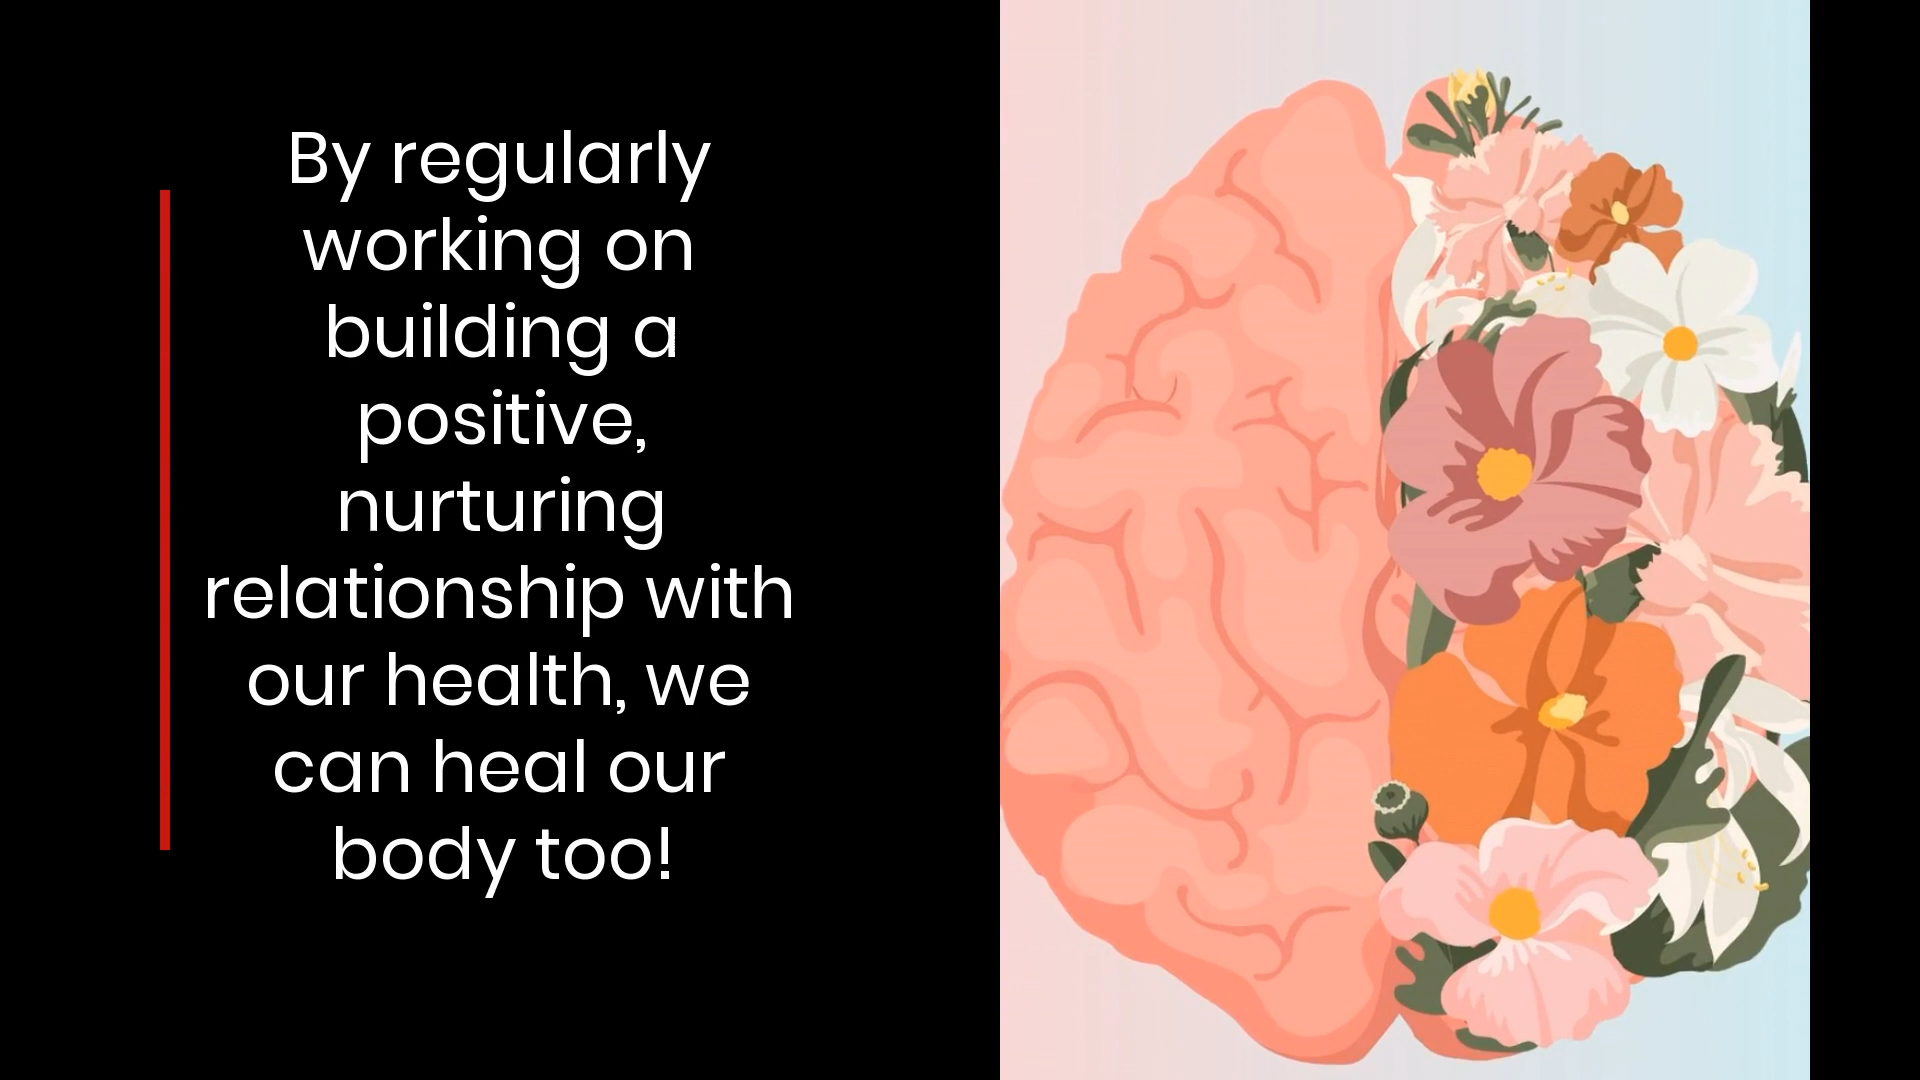 By regularly
working on
building a
positive,
nurturing
relationship with
our health, we
can heal our
body too!